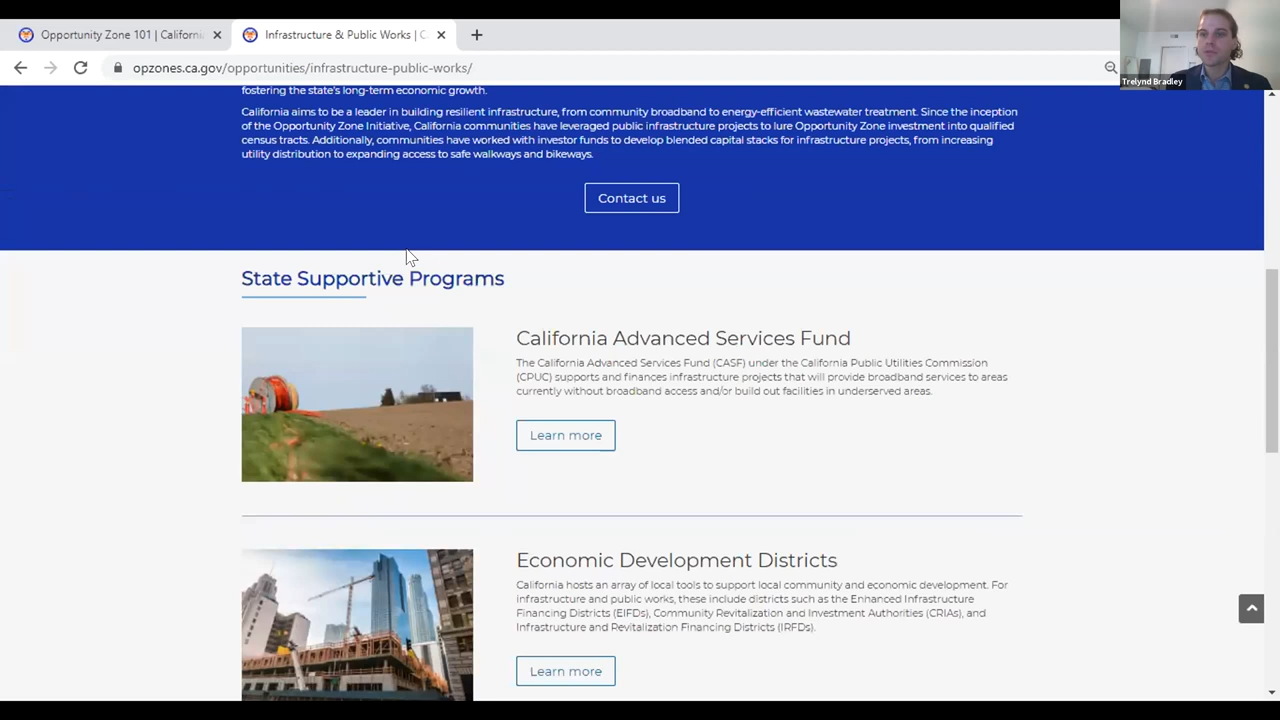 Opportunity Zone 101 | California
Infrastructure & Public Works | C
opzones.ca.gov/opportunities/infrastructure-public-works/
Trelynd Bradley
fostering the state's long-term economic growth.
California aims to be a leader in building resilient infrastructure, from community broadband to energy-efficient wastewater treatment. Since the inception
of the Opportunity Zone Initiative, California communities have leveraged public infrastructure projects to lure Opportunity Zone investment into qualified
census tracts. Additionally, communities have worked with investor funds to develop blended capital stacks for infrastructure projects, from increasing
utility distribution to expanding access to safe walkways and bikeways.
Contact us
State Supportive Programs
California Advanced Services Fund
The California Advanced Services Fund (CASF) under the California Public Utilities Commission
(CPUC) supports and finances infrastructure projects that will provide broadband services to areas
currently without broadband access and/or build out facilities in underserved areas.
Learn more
Economic Development Districts
California hosts an array of local tools to support local community and economic development. For
infrastructure and public works, these include districts such as the Enhanced Infrastructure
Financing Districts (EIFDs), Community Revitalization and Investment Authorities (CRIAs), and
Infrastructure and Revitalization Financing Districts (IRFDs).
Learn more